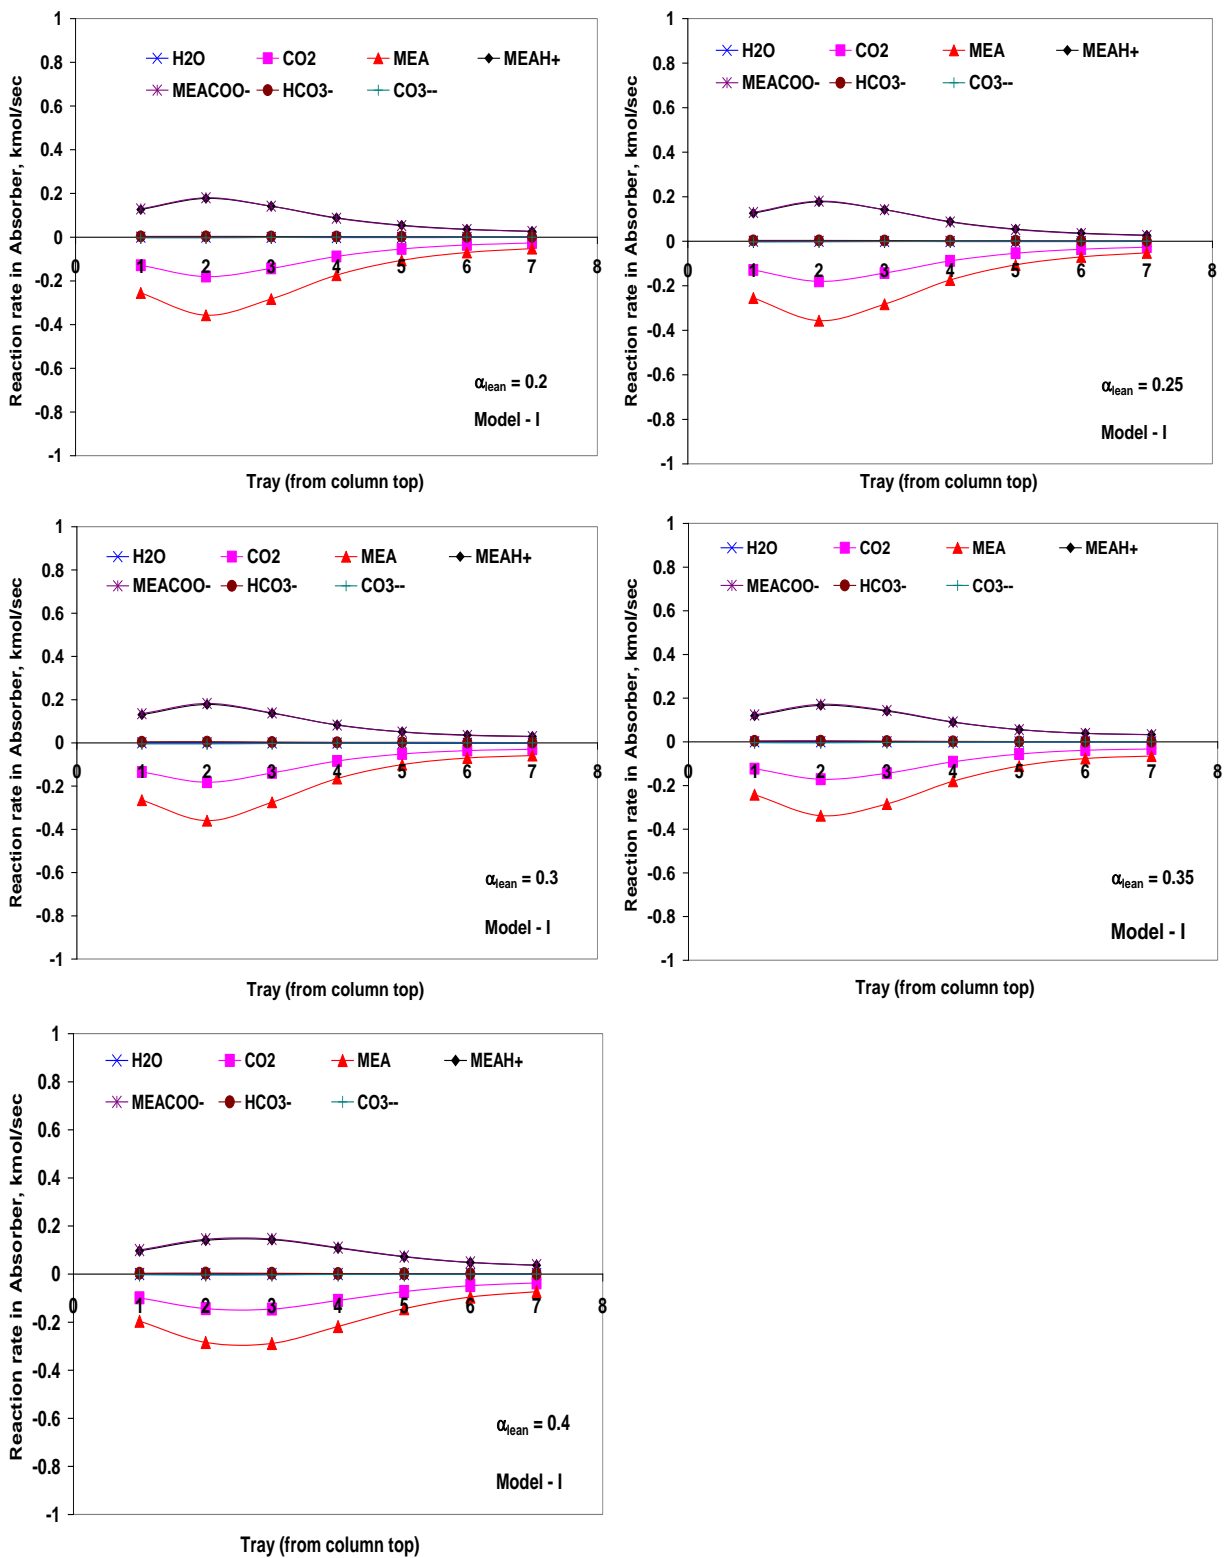 Reaction rate in Absorber, kmol/sec
1
0.8
0.6
0.4
0.2
0
-0.2
-0.4
-0.6
-0.8
-1
H2O CO2 MEA MEAH+
MEACOO- HCO3- CO3--
0 1 2 3 4 5 6 7 8
αlean = 0.2
Model - I
Tray (from column top)
Reaction rate in Absorber, kmol/sec
1
0.8
0.6
0.4
0.2
0
-0.2
-0.4
-0.6
-0.8
-1
H2O CO2 MEA MEAH+
MEACOO- HCO3- CO3--
0 1 2 3 4 5 6 7 8
αlean = 0.25
Model - I
Tray (from column top)
Reaction rate in Absorber, kmol/sec
1
0.8
0.6
0.4
0.2
0
-0.2
-0.4
-0.6
-0.8
-1
H2O CO2 MEA MEAH+
MEACOO- HCO3- CO3--
0 1 2 3 4 5 6 7 8
αlean = 0.3
Model - I
Tray (from column top)
Reaction rate in Absorber, kmol/sec
1
0.8
0.6
0.4
0.2
0
-0.2
-0.4
-0.6
-0.8
-1
H2O CO2 MEA MEAH+
MEACOO- HCO3- CO3--
0 1 2 3 4 5 6 7 8
αlean = 0.35
Model - I
Tray (from column top)
Reaction rate in Absorber, kmol/sec
1
0.8
0.6
0.4
0.2
0
-0.2
-0.4
-0.6
-0.8
-1
H2O CO2 MEA MEAH+
MEACOO- HCO3- CO3--
0 1 2 3 4 5 6 7 8
αlean = 0.4
Model - I
Tray (from column top)